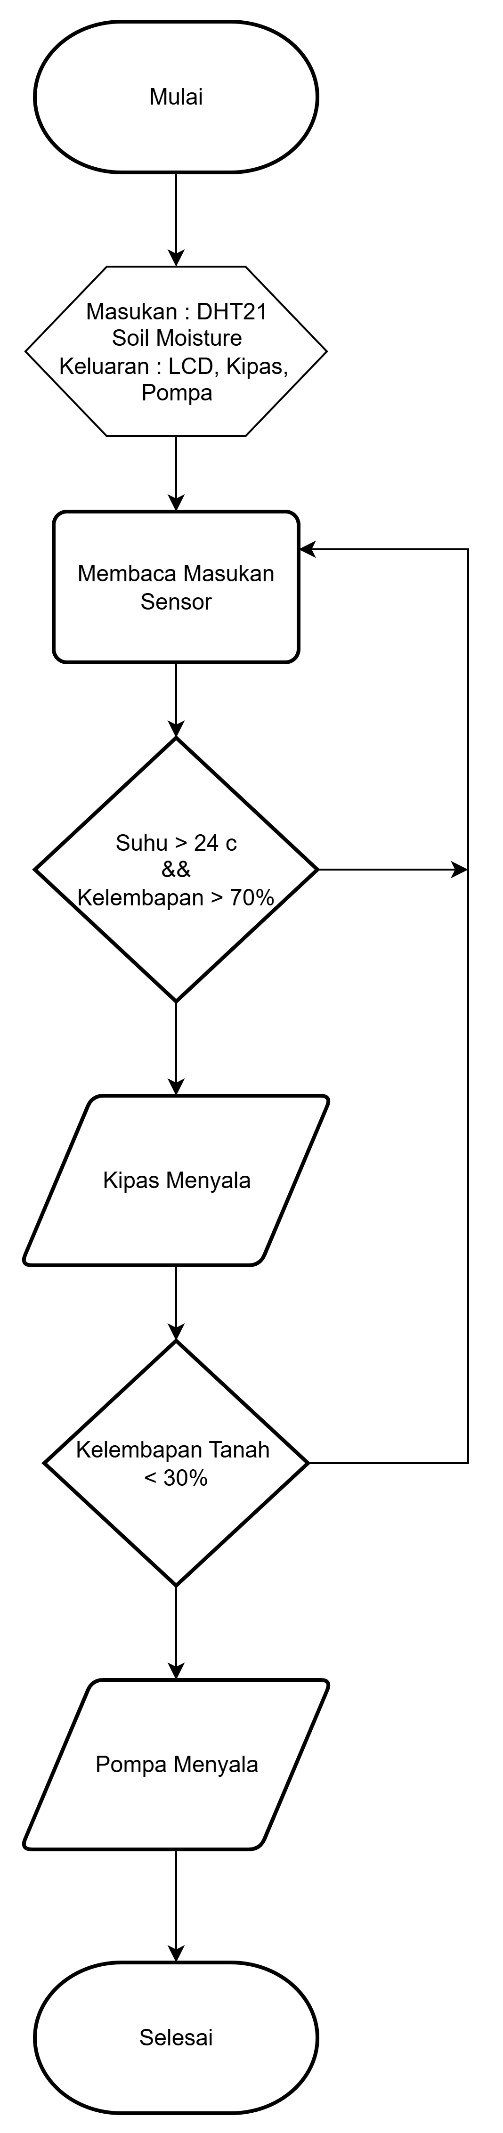 Mulai
Masukan : DHT21
Soil Moisture
Keluaran : LCD, Kipas,
Pompa
Membaca Masukan
Sensor
Suhu > 24 c
&&
Kelembapan > 70%
Kipas Menyala
Kelembapan Tanah
< 30%
Pompa Menyala
Selesai